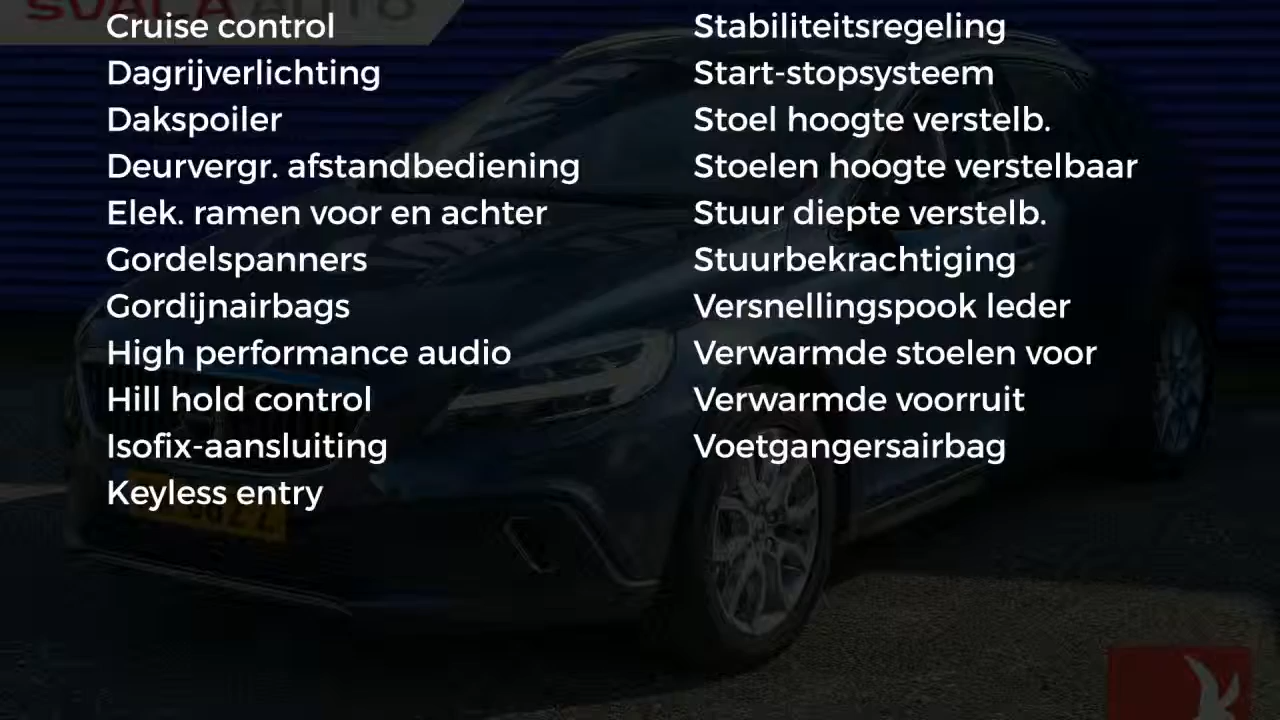 AUTO
Cruise control
Dagrijverlichting
Dakspoiler
Deurvergr. afstandbediening
Elek. ramen voor en achter
Gordelspanners
Gordijnairbags
High performance audio
Hill hold control
Isofix-aansluiting
Keyless entry
Stabiliteitsregeling
Start-stopsysteem
Stoel hoogte verstelb.
Stoelen hoogte verstelbaar
Stuur diepte verstelb.
Stuurbekrachtiging
Versnellingspook leder
Verwarmde stoelen voor
Verwarmde voorruit
Voetgangersairbag